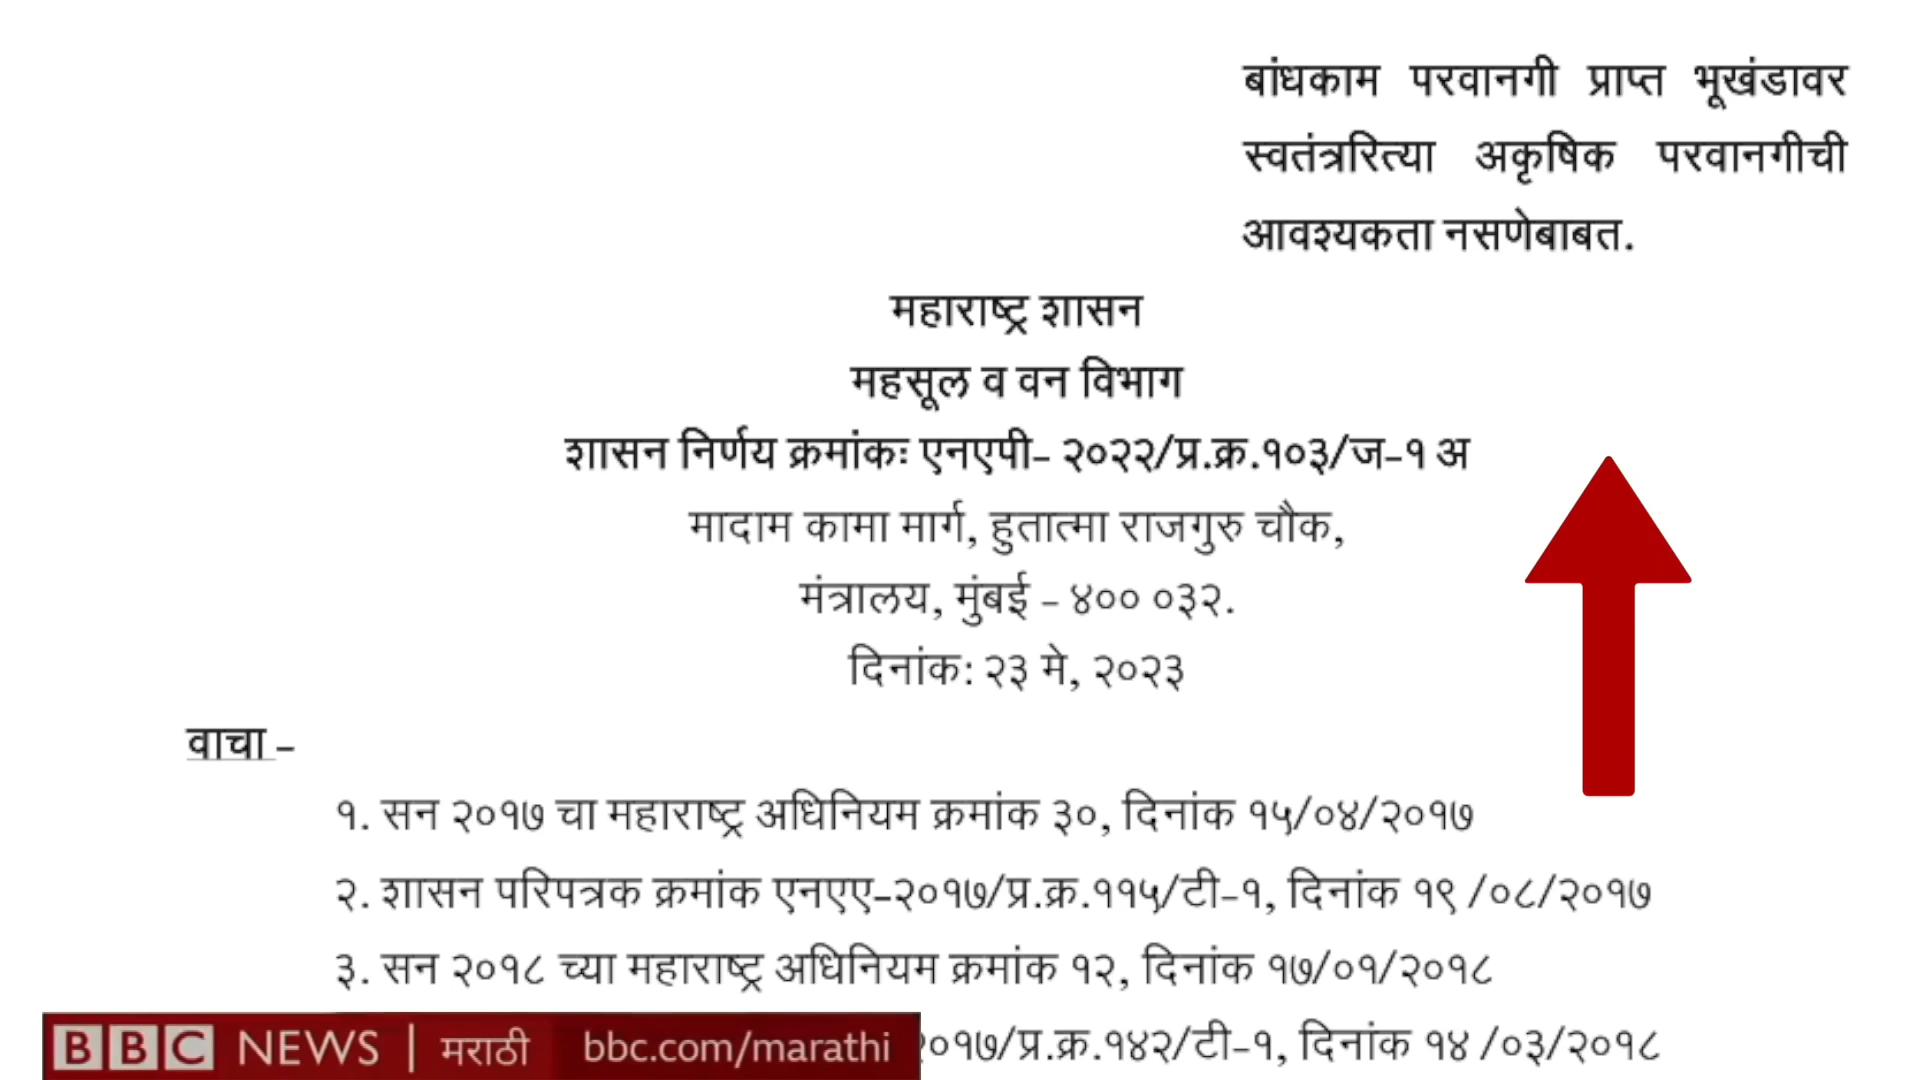 बांधकाम परवानगी प्राप्त भूखंडावर
स्वतंत्ररित्या अकृषिक परवानगीची
आवश्यकता नसणेबाबत.
महाराष्ट्र शासन
महसूल व वन विभाग
शासन निर्णय क्रमांकः एनएपी- २०२२/प्र.क्र.१०३/ज-१ अ
मादाम कामा मार्ग, हुतात्मा राजगुरु चौक,
मंत्रालय, मुंबई - ४०० ०३२.
दिनांक: २३ मे, २०२३
वाचा -
१. सन २०१७ चा महाराष्ट्र अधिनियम क्रमांक ३०, दिनांक १५/०४/२०१७
२. शासन परिपत्रक क्रमांक एनएए-२०१७/प्र.क्र.११५/टी-१, दिनांक १९ /०८/२०१७
३. सन २०१८ च्या महाराष्ट्र अधिनियम क्रमांक १२, दिनांक १७/०१/२०१८
२०१७/प्र.क्र.१४२/टी-१, दिनांक १४ /०३/२०१८
BBC NEWS | मराठी bbc.com/marathi